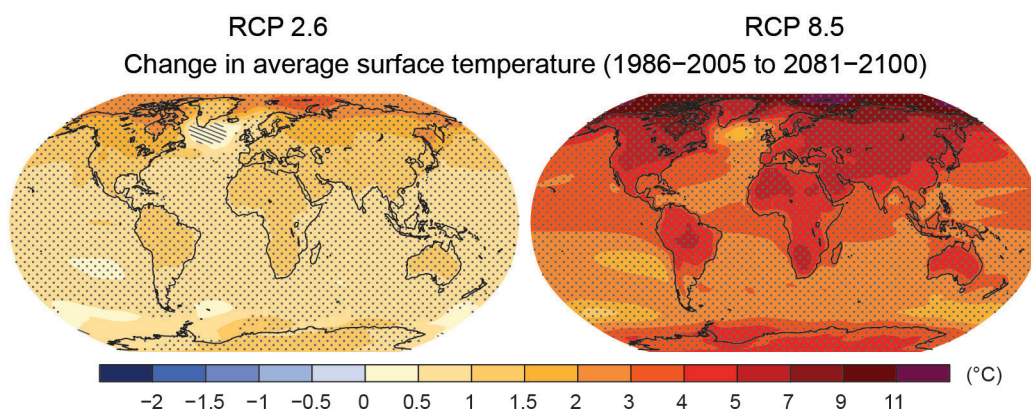 RCP 2.6 RCP 8.5
Change in average surface temperature (1986−2005 to 2081−2100)
(°C)
−2 −1.5 −1 −0.5 0 0.5 1 1.5 2 3 4 5 7 9 11